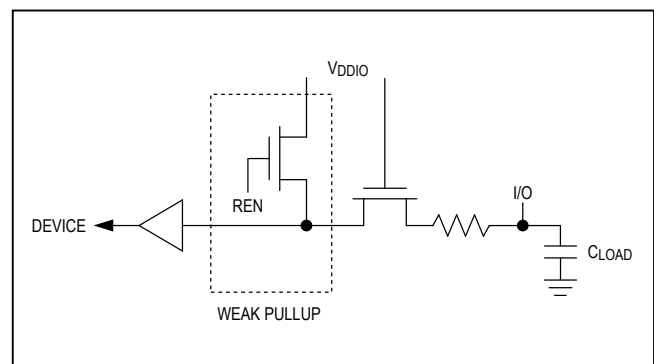 VDDIO
REN
I/O
DEVICE
CLOAD
WEAK PULLUP